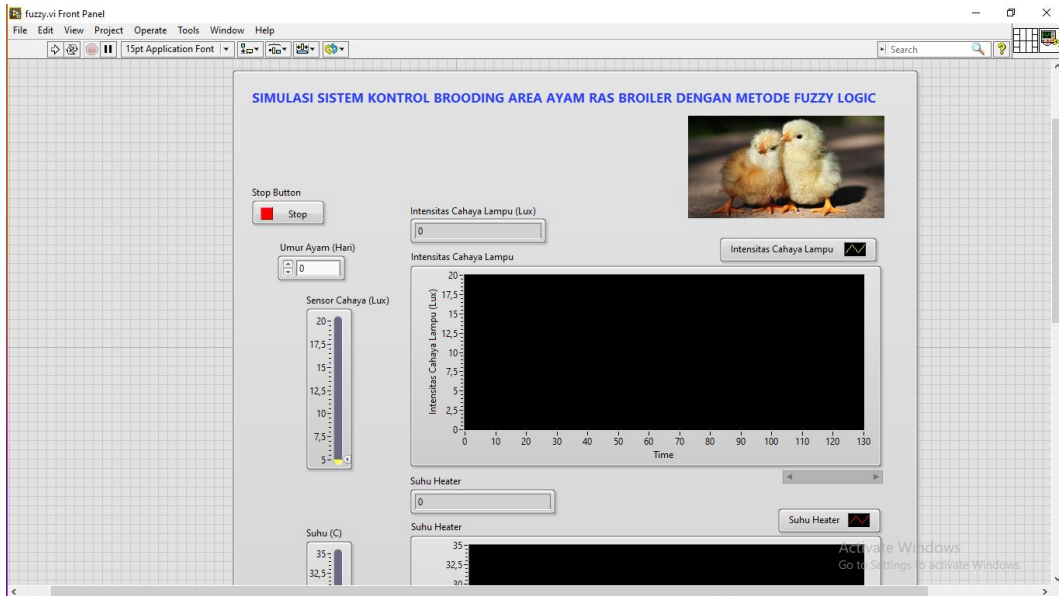 fuzzy.vi Front Panel
File Edit View Project Operate Tools Window Help
15pt Application Font
Search
SIMULASI SISTEM KONTROL BROODING AREA AYAM RAS BROILER DENGAN METODE FUZZY LOGIC
Stop Button
Stop
Intensitas Cahaya Lampu (Lux)
0
Umur Ayam (Hari)
0
Intensitas Cahaya Lampu
Intensitas Cahaya Lampu
Sensor Cahaya (Lux)
20
17,5
15
12,5
10
7,5
5
Intensitas Cahaya Lampu (Lux)
20
17,5
15
12,5
10
7,5
5
2,5
0
0 10 20 30 40 50 60 70 80 90 100 110 120 130
Time
Suhu Heater
0
Suhu Heater
Suhu Heater
Suhu (C)
35
32,5
35
32,5
30
Activate Windows
Go to Settings to activate Windows.